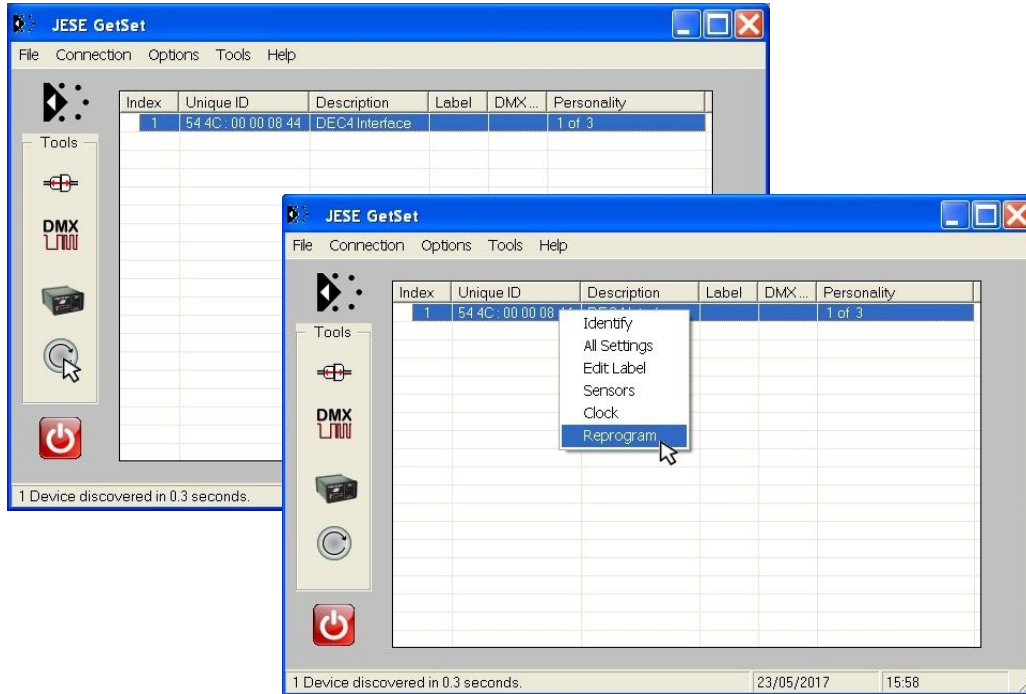 JESE GetSet
File Connection Options Tools Help
Index Unique ID Description Label DMX... Personality
1 54 4C : 00 00 08 44 DEC4 Interface 1 of 3
Tools
DMX
1 Device discovered in 0.3 seconds.
JESE GetSet
File Connection Options Tools Help
Index Unique ID Description Label DMX... Personality
1 54 4C : 00 00 08 1 of 3
Tools
Identify
All Settings
Edit Label
Sensors
Clock
Reprogram
DMX
1 Device discovered in 0.3 seconds. 23/05/2017 15:58